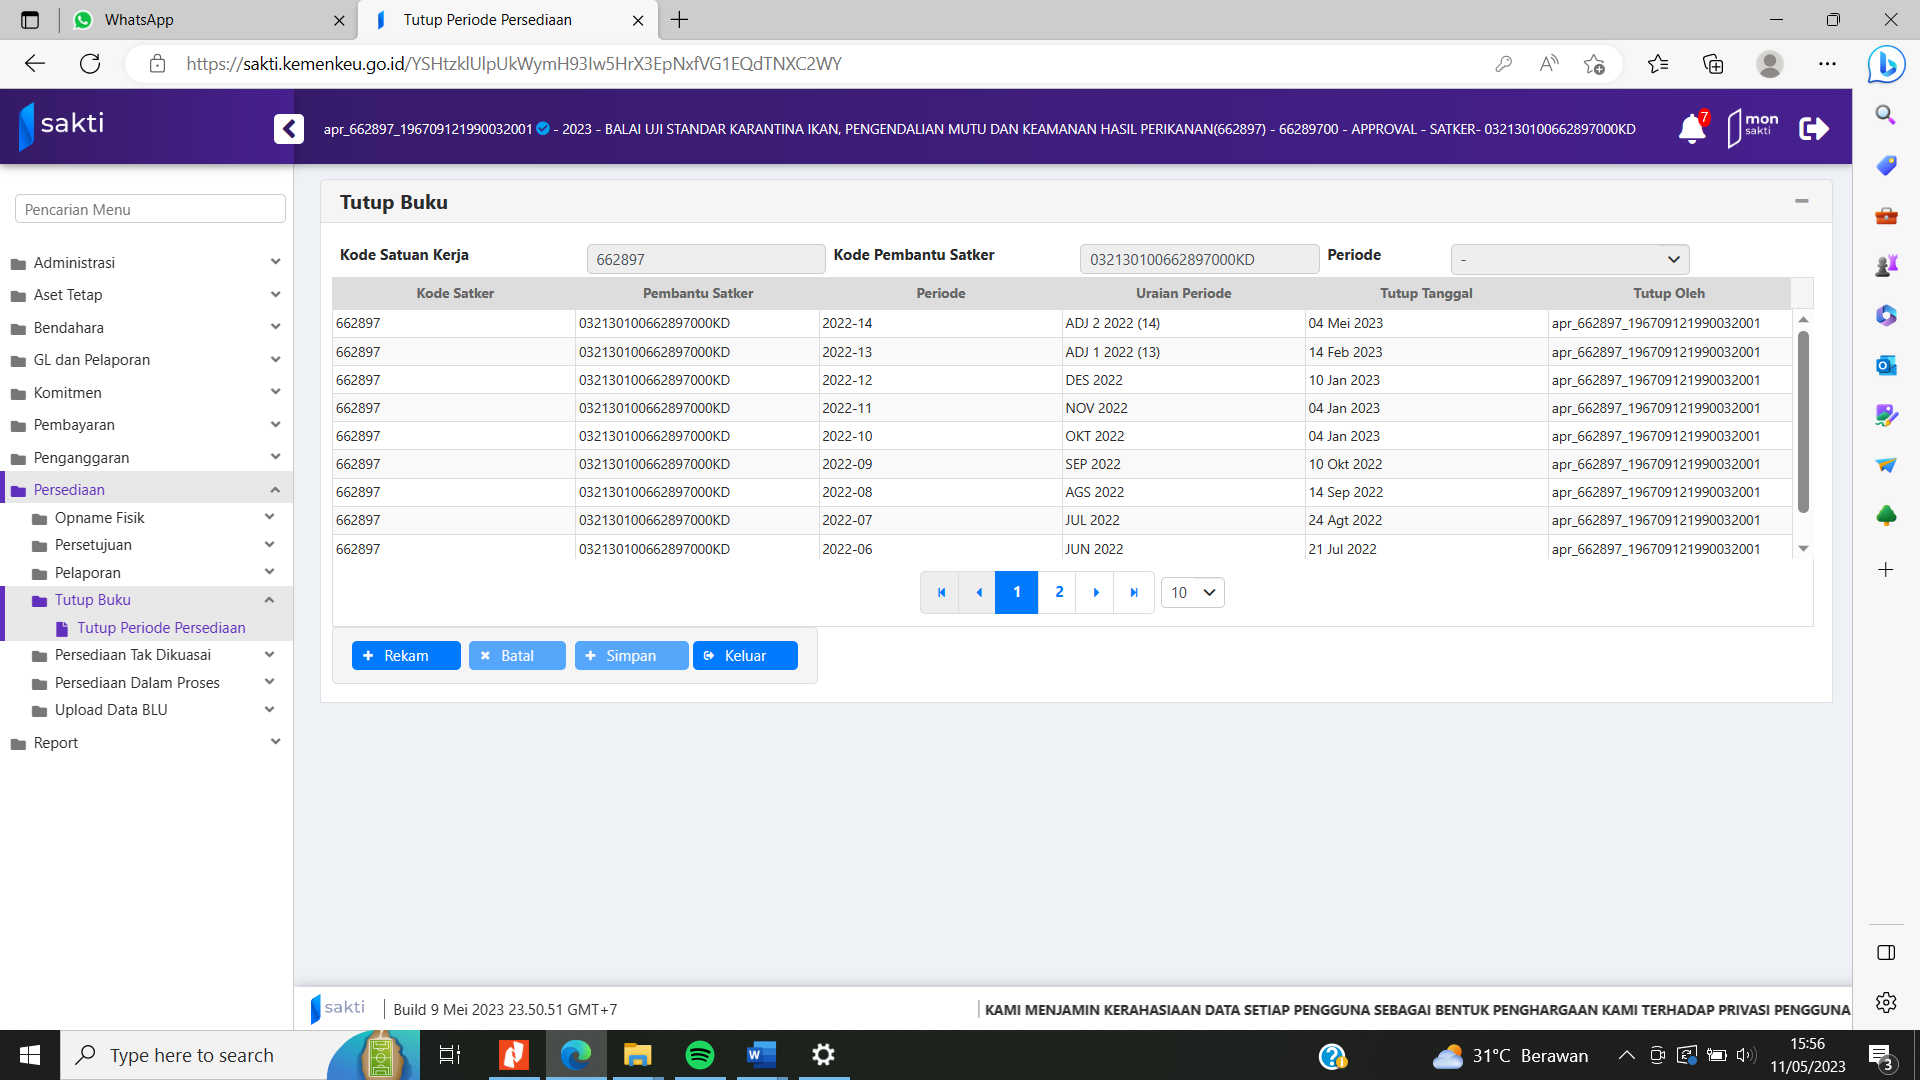 WhatsApp
Tutup Periode Persediaan
https://sakti.kemenkeu.go.id/YSHtzklUlpUkWymH93Iw5HrX3EpNxfVG1EQdTNXC2WY
sakti
apr_662897_196709121990032001 - 2023 - BALAI UJI STANDAR KARANTINA IKAN, PENGENDALIAN MUTU DAN KEAMANAN HASIL PERIKANAN(662897) - 66289700 - APPROVAL - SATKER- 032130100662897000KD
7
mon sakti
Pencarian Menu
Administrasi
Aset Tetap
Bendahara
GL dan Pelaporan
Komitmen
Pembayaran
Penganggaran
Persediaan
Opname Fisik
Persetujuan
Pelaporan
Tutup Buku
Tutup Periode Persediaan
Persediaan Tak Dikuasai
Persediaan Dalam Proses
Upload Data BLU
Report
Tutup Buku
Kode Satuan Kerja 662897 Kode Pembantu Satker 032130100662897000KD Periode -
Kode Satker Pembantu Satker Periode Uraian Periode Tutup Tanggal Tutup Oleh
662897 032130100662897000KD 2022-14 ADJ 2 2022 (14) 04 Mei 2023 apr_662897_196709121990032001
662897 032130100662897000KD 2022-13 ADJ 1 2022 (13) 14 Feb 2023 apr_662897_196709121990032001
662897 032130100662897000KD 2022-12 DES 2022 10 Jan 2023 apr_662897_196709121990032001
662897 032130100662897000KD 2022-11 NOV 2022 04 Jan 2023 apr_662897_196709121990032001
662897 032130100662897000KD 2022-10 OKT 2022 04 Jan 2023 apr_662897_196709121990032001
662897 032130100662897000KD 2022-09 SEP 2022 10 Okt 2022 apr_662897_196709121990032001
662897 032130100662897000KD 2022-08 AGS 2022 14 Sep 2022 apr_662897_196709121990032001
662897 032130100662897000KD 2022-07 JUL 2022 24 Agt 2022 apr_662897_196709121990032001
662897 032130100662897000KD 2022-06 JUN 2022 21 Jul 2022 apr_662897_196709121990032001
1 2 10
Rekam Batal Simpan Keluar
sakti Build 9 Mei 2023 23.50.51 GMT+7
KAMI MENJAMIN KERAHASIAAN DATA SETIAP PENGGUNA SEBAGAI BENTUK PENGHARGAAN KAMI TERHADAP PRIVASI PENGGUNA
Type here to search
31°C Berawan
15:56
11/05/2023
3